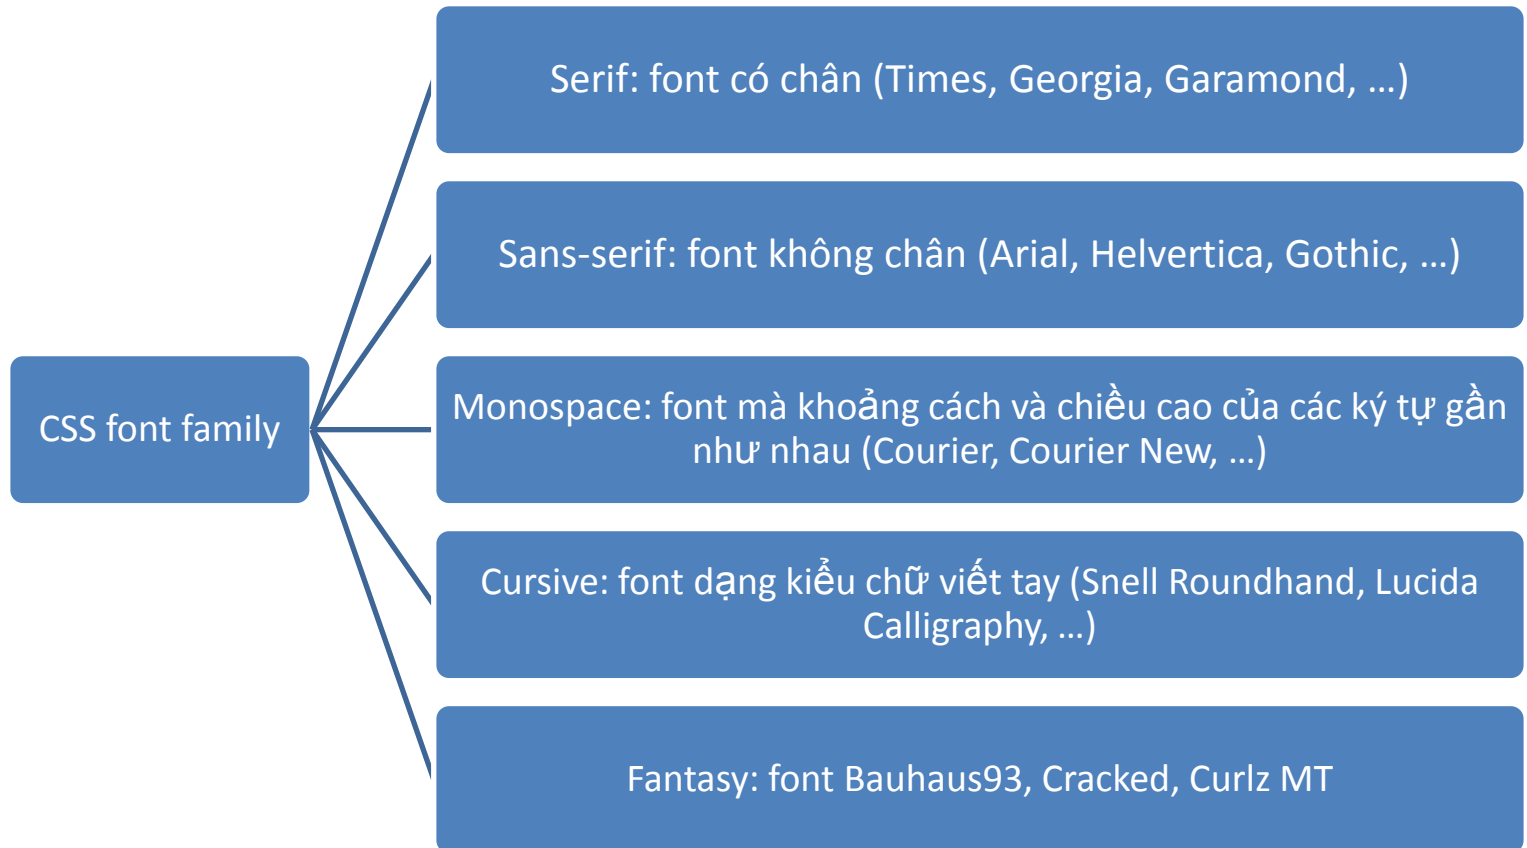 Serif: font có chân (Times, Georgia, Garamond, ...)
Sans-serif: font không chân (Arial, Helvertica, Gothic, ...)
CSS font family
Monospace: font mà khoảng cách và chiều cao của các ký tự gần
như nhau (Courier, Courier New, ...)
Cursive: font dạng kiểu chữ viết tay (Snell Roundhand, Lucida
Calligraphy, ...)
Fantasy: font Bauhaus93, Cracked, Curlz MT